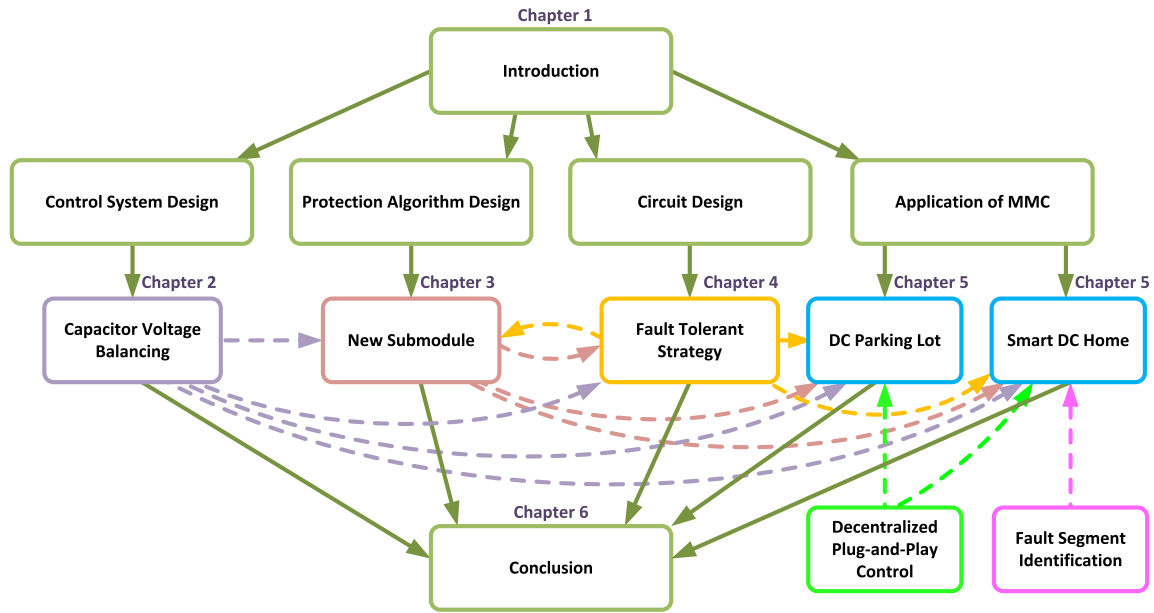 Chapter 1
Introduction
Control System Design
Protection Algorithm Design
Circuit Design
Application of MMC
Chapter 2
Chapter 3
Chapter 4
Chapter 5
Chapter 5
Capacitor Voltage
Balancing
New Submodule
Fault Tolerant
Strategy
DC Parking Lot
Smart DC Home
Chapter 6
Conclusion
Decentralized
Plug-and-Play
Control
Fault Segment
Identification